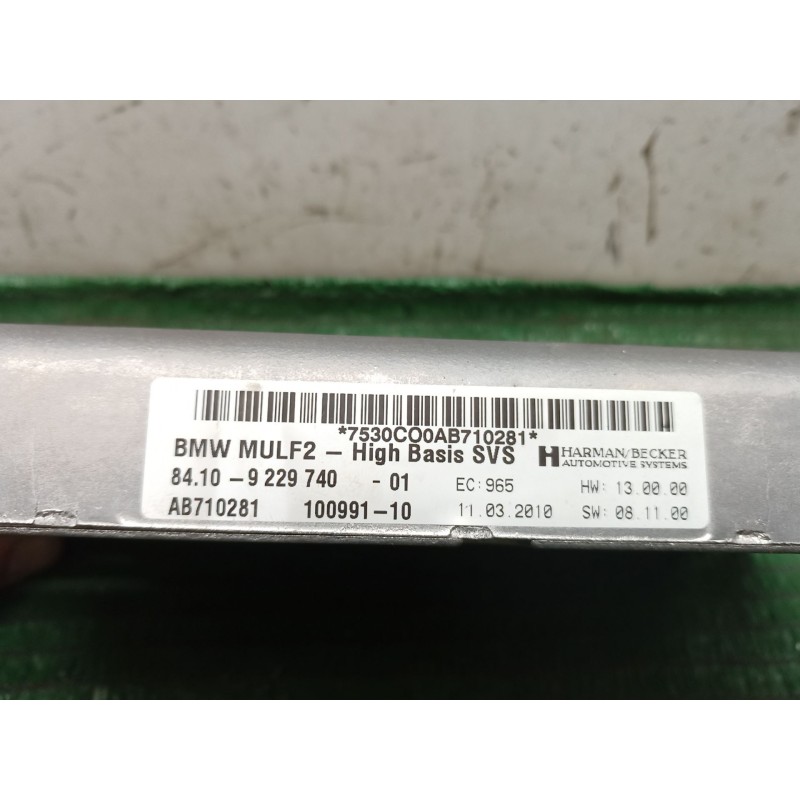 *7530CO0AB710281*
BMW MULF2 – High Basis SVS
HARMAN/BECKER
AUTOMOTIVE SYSTEMS
84.10 - 9 229 740 - 01 EC:965 HW: 13.00.00
AB710281 100991-10 11.03.2010 SW: 08.11.00